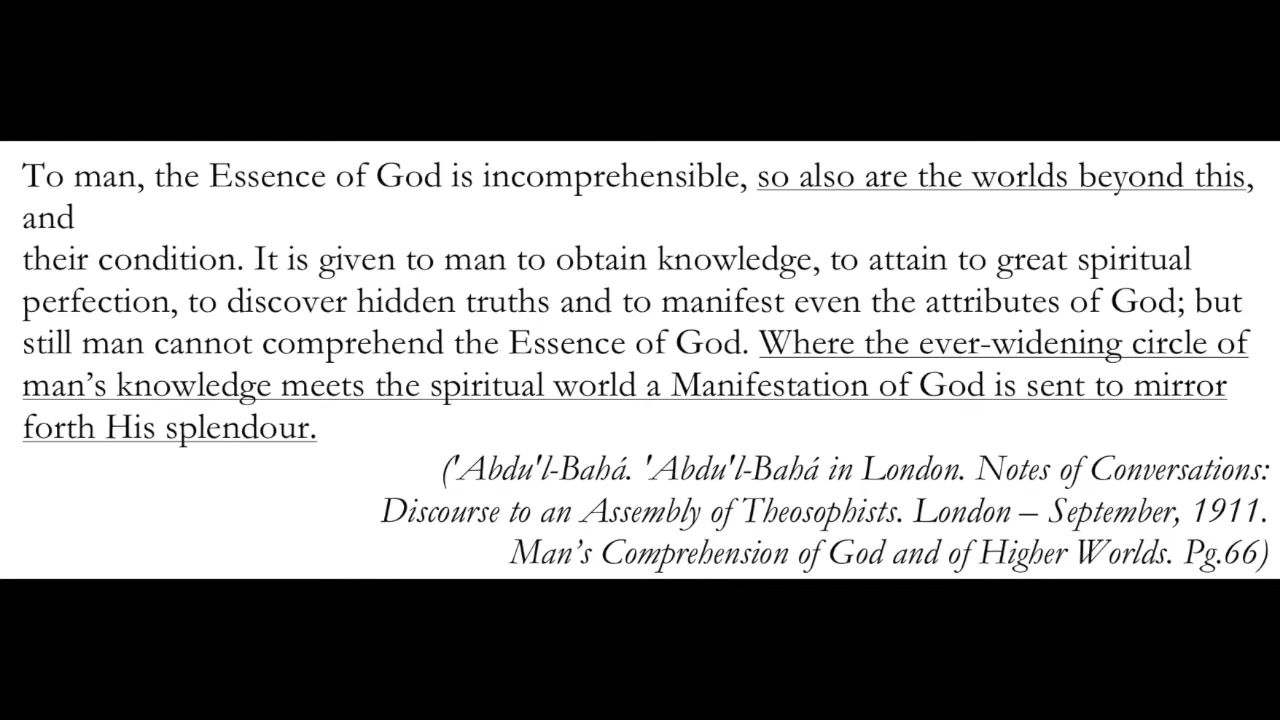 To man, the Essence of God is incomprehensible, so also are the worlds beyond this,
and
their condition. It is given to man to obtain knowledge, to attain to great spiritual
perfection, to discover hidden truths and to manifest even the attributes of God; but
still man cannot comprehend the Essence of God. Where the ever-widening circle of
man’s knowledge meets the spiritual world a Manifestation of God is sent to mirror
forth His splendour.
('Abdu'l-Bahá. 'Abdu'l-Bahá in London. Notes of Conversations:
Discourse to an Assembly of Theosophists. London – September, 1911.
Man’s Comprehension of God and of Higher Worlds. Pg.66)